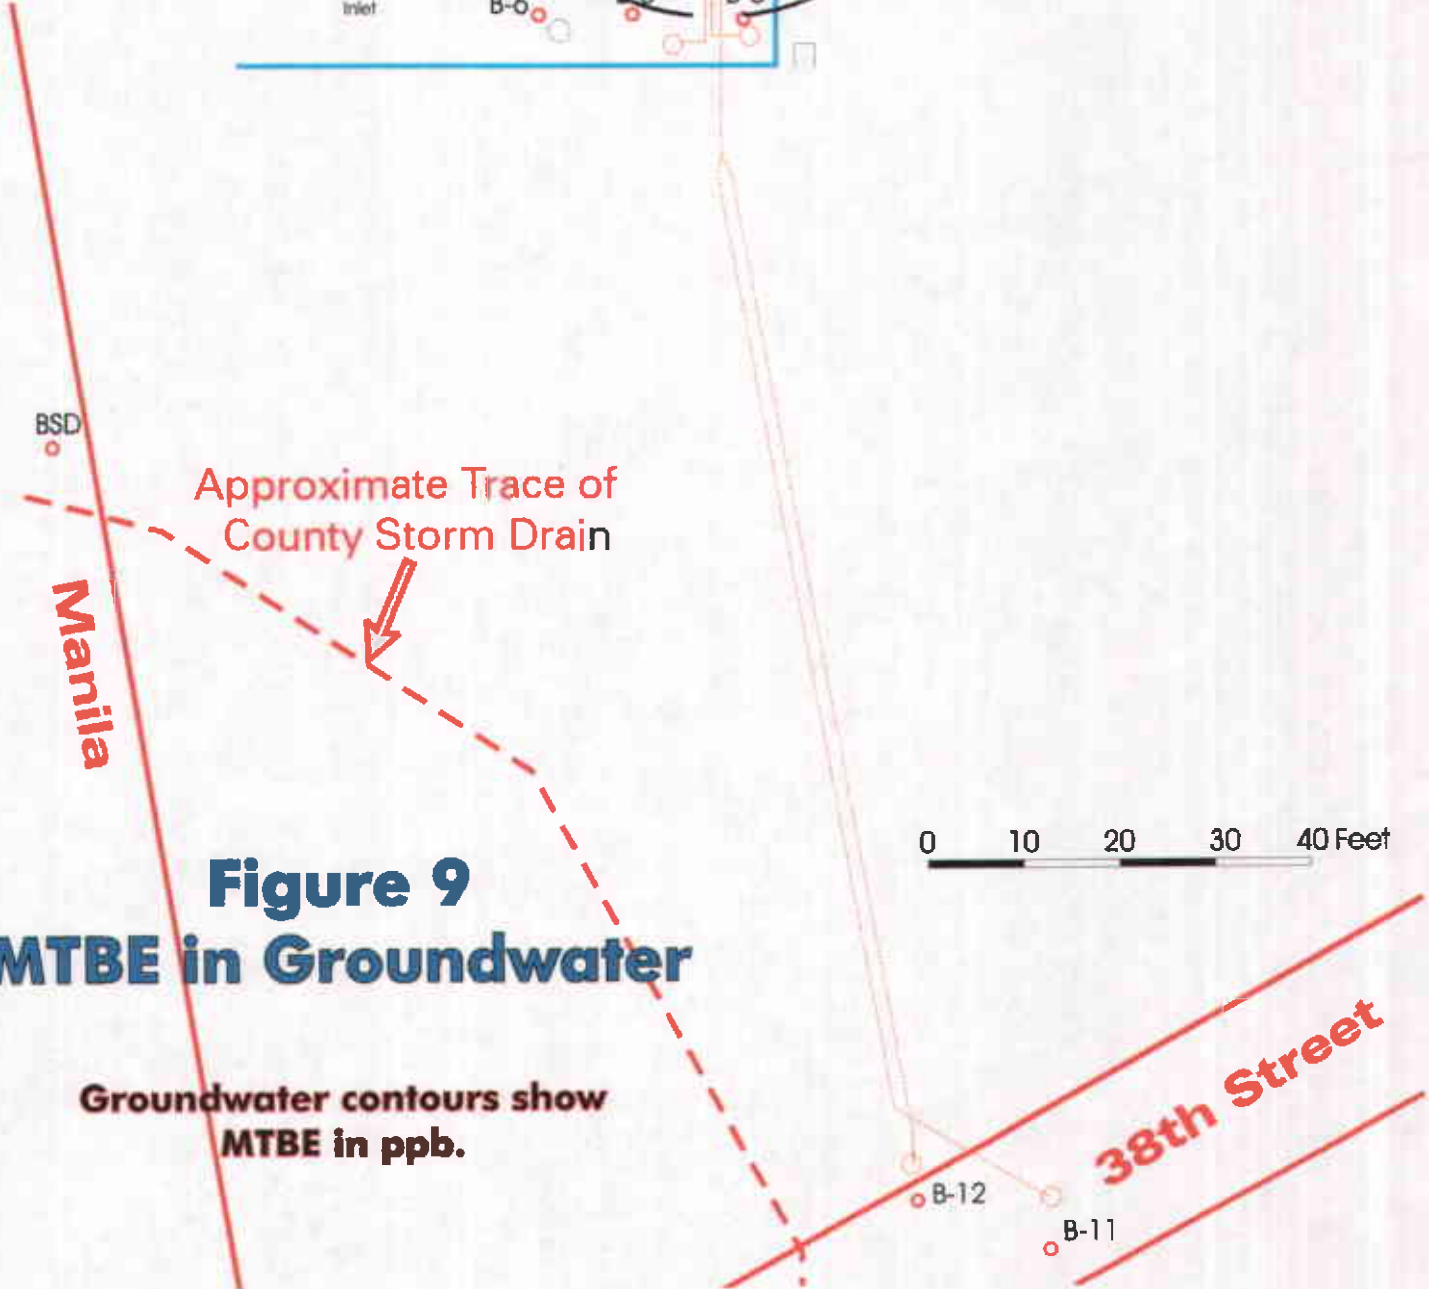 Inlet
B-6
BSD
Approximate Trace of
County Storm Drain
Manila
0 10 20 30 40 Feet
Figure 9
MTBE in Groundwater
Groundwater contours show
MTBE in ppb.
38th Street
B-12
B-11